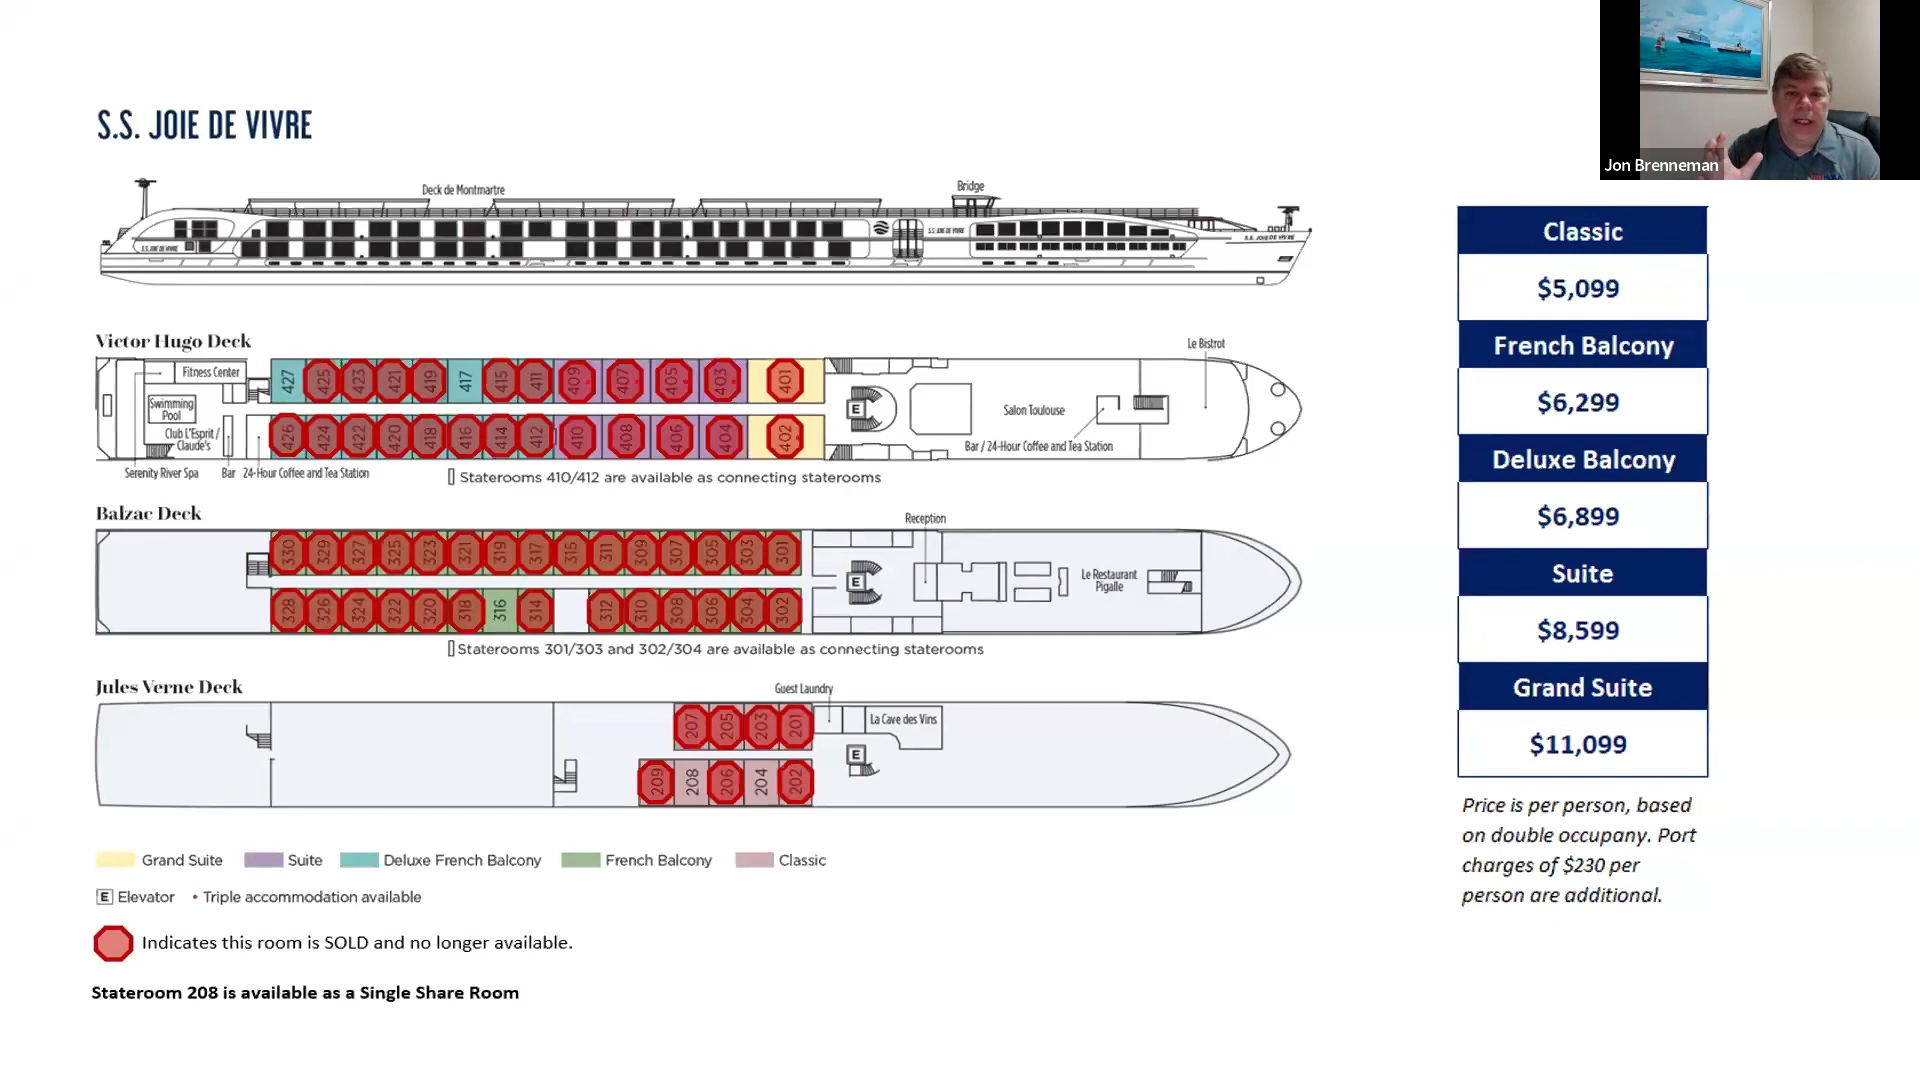 Jon Brenneman
S.S. JOIE DE VIVRE
Deck de Montmartre
Bridge
S.S. JOIE DE VIVRE
S.S. JOIE DE VIVRE
S.S. JOIE DE VIVRE
Victor Hugo Deck
Le Bistrot
Fitness Center
427 425 423 421 419 417 415 411 409 407 405 403 401
Swimming
Pool
E
Salon Toulouse
Club L'Esprit /
Claude's
426 424 422 420 418 416 414 412 410 408 406 404 402
Bar / 24-Hour Coffee and Tea Station
Serenity River Spa
Bar
24-Hour Coffee and Tea Station
Staterooms 410/412 are available as connecting staterooms
Balzac Deck
Reception
330 329 327 325 323 321 319 317 315 311 309 307 305 303 301
E
Le Restaurant
Pigalle
328 326 324 322 320 318 316 314 312 310 308 306 304 302
Staterooms 301/303 and 302/304 are available as connecting staterooms
Jules Verne Deck
Guest Laundry
207 205 203 201
La Cave des Vins
E
209 208 206 204 202
Grand Suite
Suite
Deluxe French Balcony
French Balcony
Classic
E Elevator
• Triple accommodation available
Indicates this room is SOLD and no longer available.
Stateroom 208 is available as a Single Share Room
Classic
$5,099
French Balcony
$6,299
Deluxe Balcony
$6,899
Suite
$8,599
Grand Suite
$11,099
Price is per person, based
on double occupany. Port
charges of $230 per
person are additional.